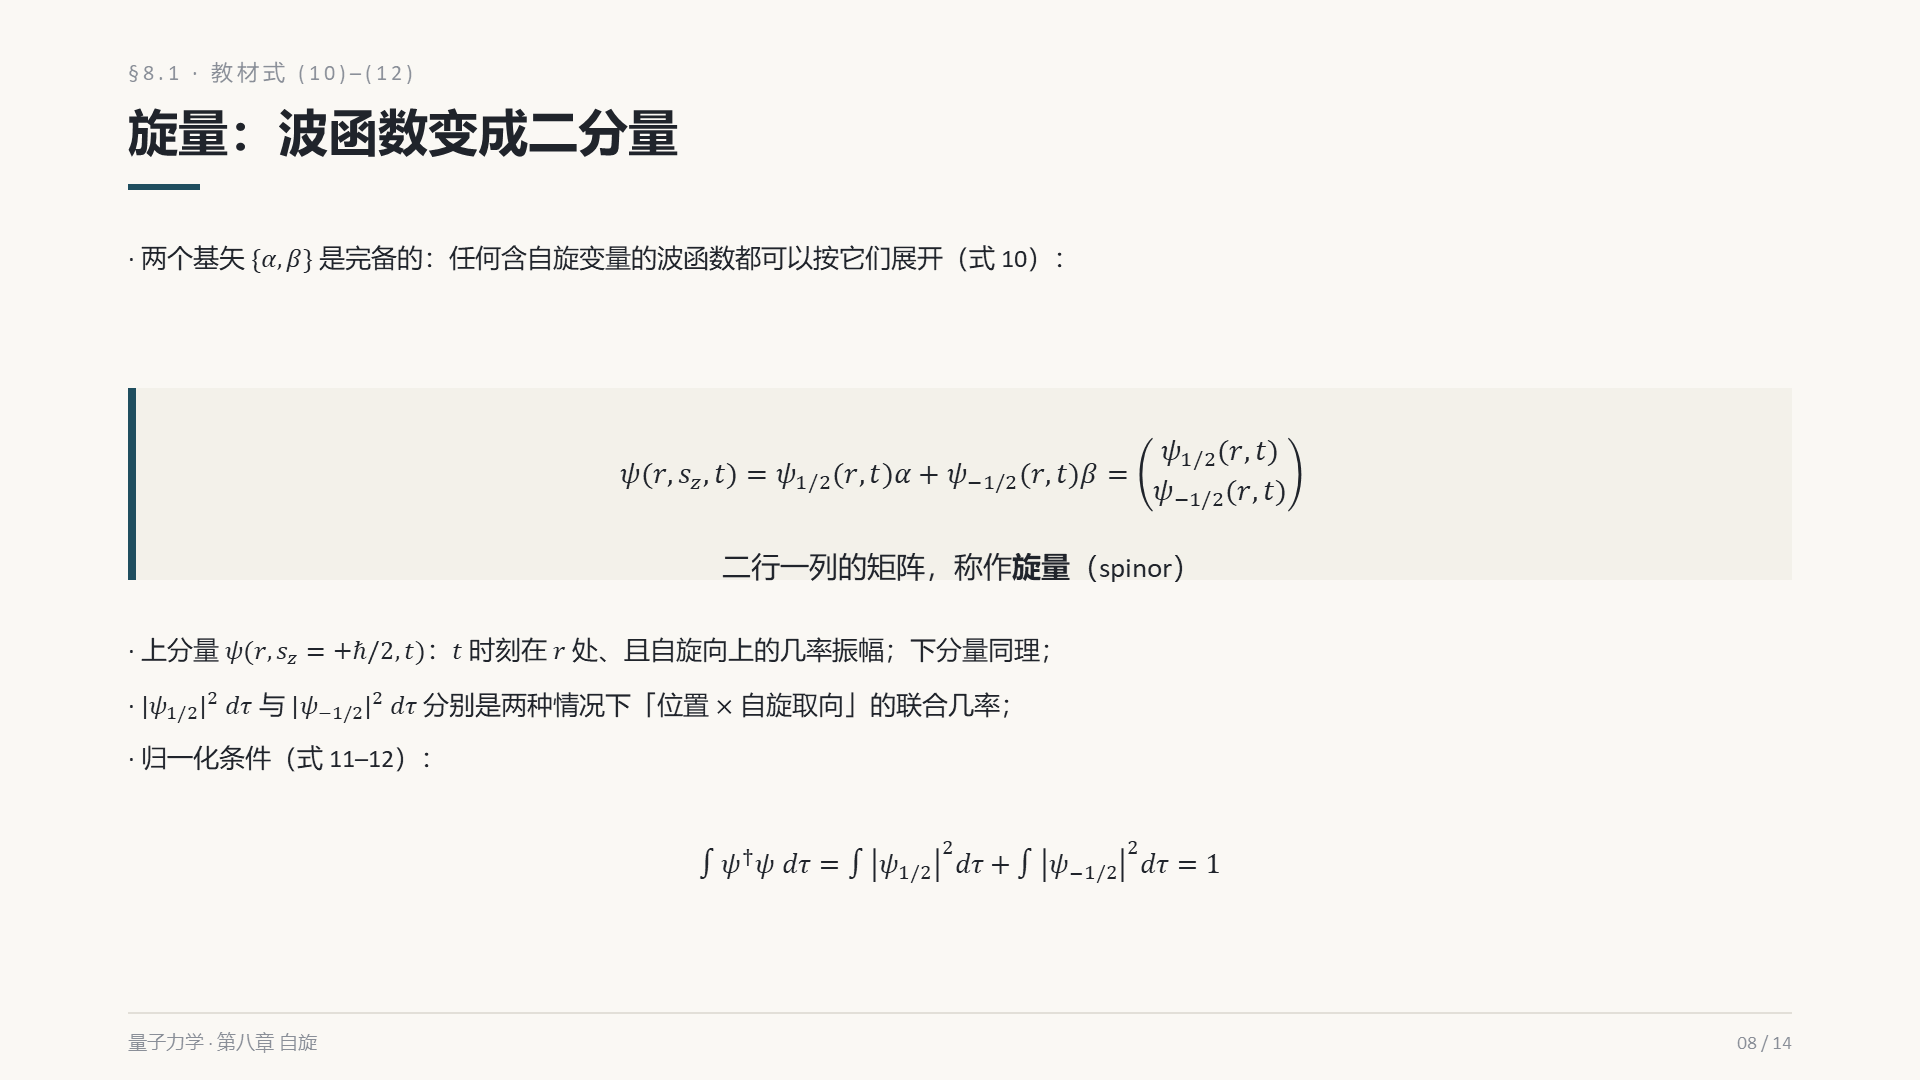 §8.1 · 教材式 (10)–(12)
旋量：波函数变成二分量
· 两个基矢 {α, β} 是完备的：任何含自旋变量的波函数都可以按它们展开（式 10）：
ψ(r, s_z, t) = ψ_{1/2}(r, t)α + ψ_{−1/2}(r, t)β = (ψ_{1/2}(r, t) ψ_{−1/2}(r, t))
二行一列的矩阵，称作旋量（spinor）
· 上分量 ψ(r, s_z = +ℏ/2, t)：t 时刻在 r 处、且自旋向上的几率振幅；下分量同理；
· |ψ_{1/2}|² dτ 与 |ψ_{−1/2}|² dτ 分别是两种情况下「位置 × 自旋取向」的联合几率；
· 归一化条件（式 11–12）：
∫ ψ†ψ dτ = ∫ |ψ_{1/2}|² dτ + ∫ |ψ_{−1/2}|² dτ = 1
量子力学 · 第八章 自旋
08 / 14